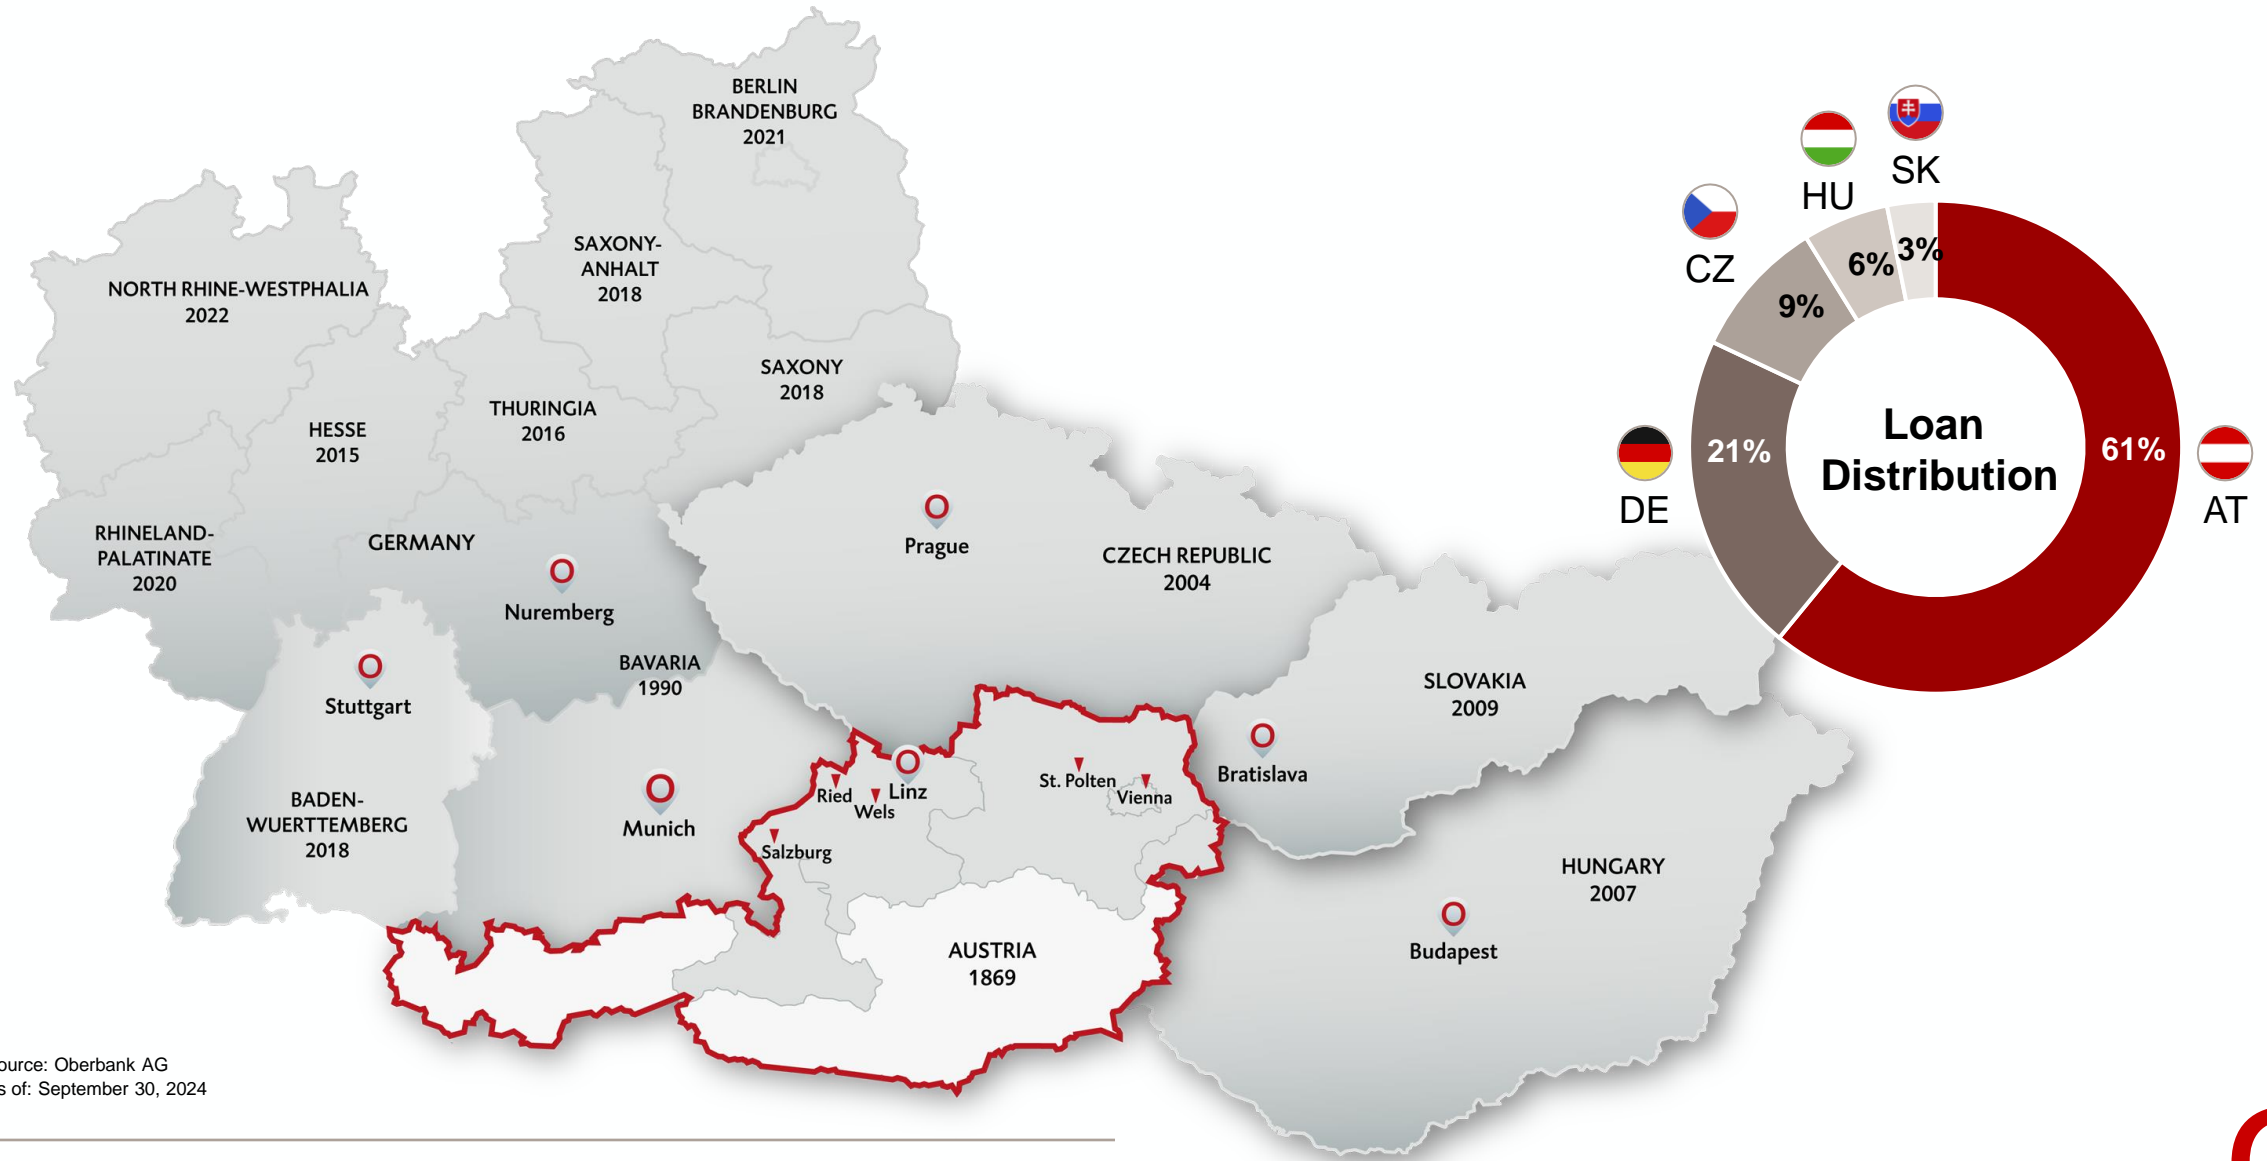 BERLIN
BRANDENBURG
2021
SAXONY-
ANHALT
2018
NORTH RHINE-WESTPHALIA
2022
SAXONY
2018
THURINGIA
2016
HESSE
2015
RHINELAND-
PALATINATE
2020
GERMANY
Nuremberg
BAVARIA
1990
Stuttgart
BADEN-
WUERTTEMBERG
2018
Munich
Prague
CZECH REPUBLIC
2004
SLOVAKIA
2009
Bratislava
St. Polten
Vienna
Ried
Linz
Wels
Salzburg
AUSTRIA
1869
HUNGARY
2007
Budapest
SK
HU
CZ
DE
AT
3%
6%
9%
21%
61%
Loan
Distribution
ource: Oberbank AG
s of: September 30, 2024